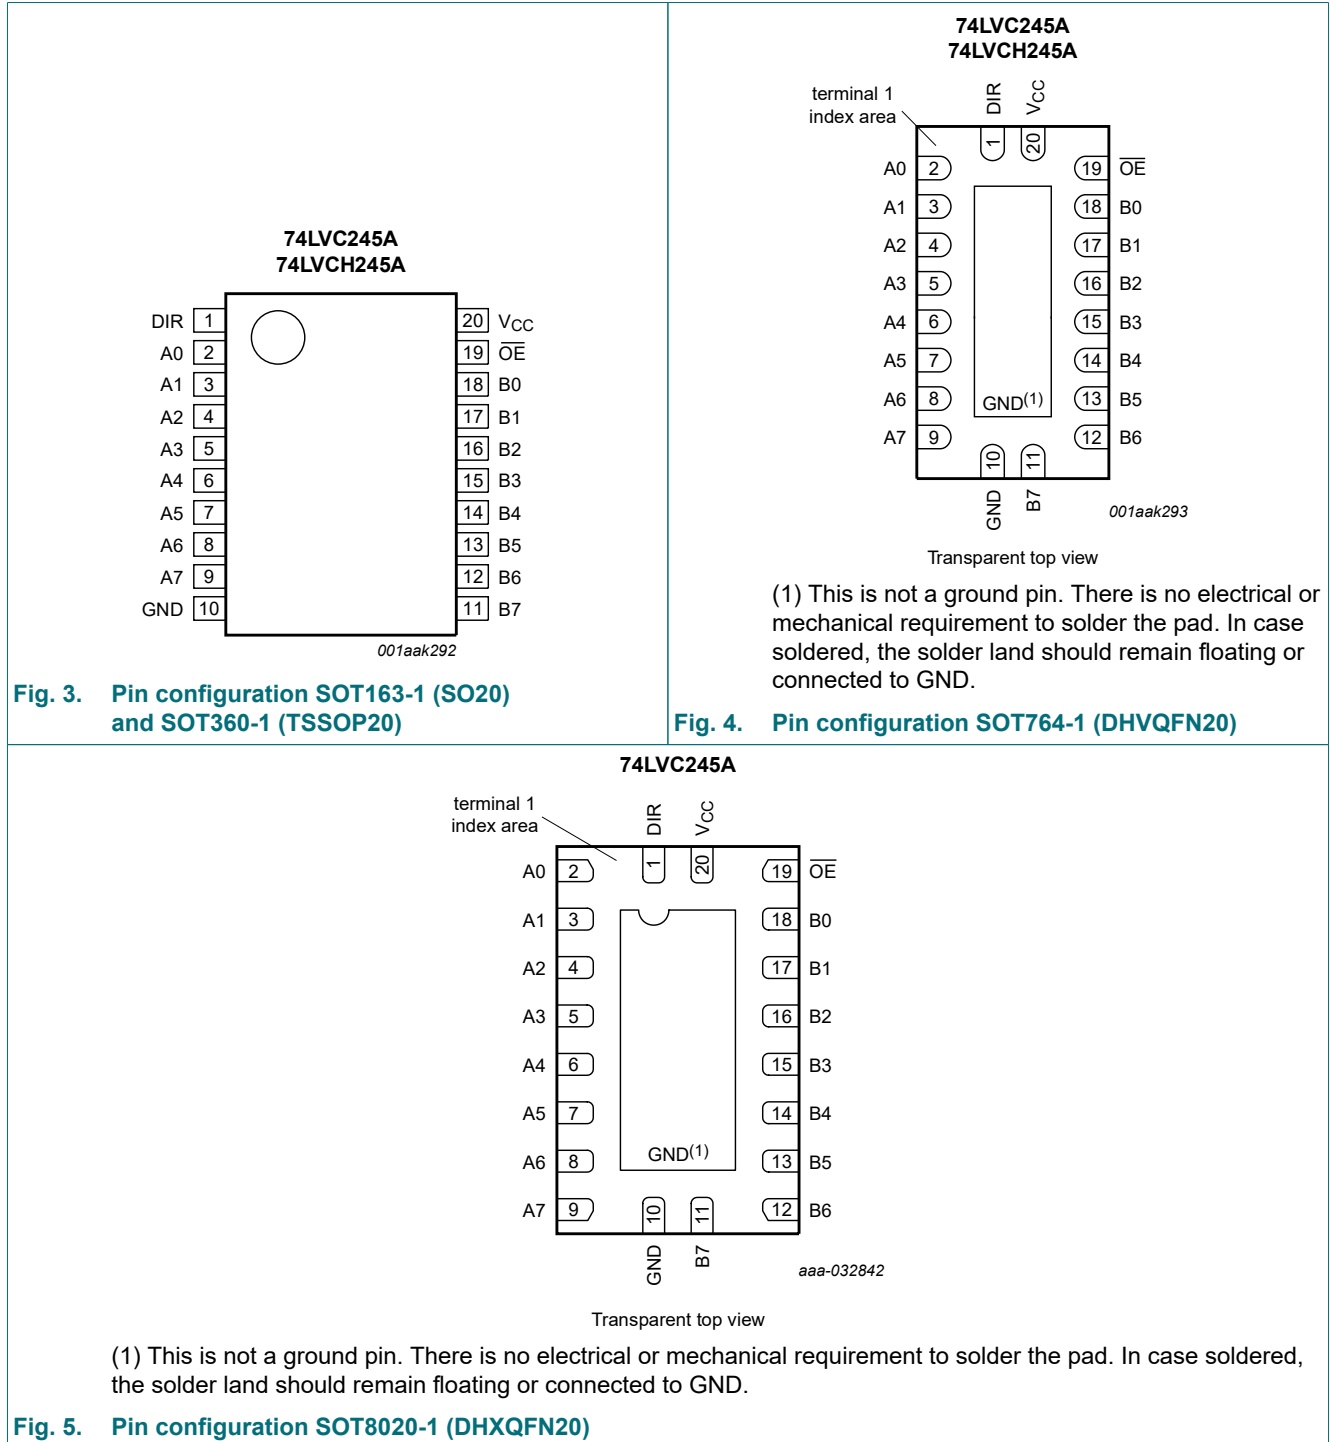 74LVC245A
74LVCH245A
DIR 1
A0 2
A1 3
A2 4
A3 5
A4 6
A5 7
A6 8
A7 9
GND 10
20 VCC
19 OE
18 B0
17 B1
16 B2
15 B3
14 B4
13 B5
12 B6
11 B7
001aak292
Fig. 3. Pin configuration SOT163-1 (SO20)
and SOT360-1 (TSSOP20)
74LVC245A
74LVCH245A
terminal 1
index area
DIR
VCC
1
20
A0 2
A1 3
A2 4
A3 5
A4 6
A5 7
A6 8
A7 9
19 OE
18 B0
17 B1
16 B2
15 B3
14 B4
13 B5
12 B6
GND(1)
10
11
GND
B7
001aak293
Transparent top view
(1) This is not a ground pin. There is no electrical or
mechanical requirement to solder the pad. In case
soldered, the solder land should remain floating or
connected to GND.
Fig. 4. Pin configuration SOT764-1 (DHVQFN20)
74LVC245A
terminal 1
index area
DIR
VCC
1
20
A0 2
A1 3
A2 4
A3 5
A4 6
A5 7
A6 8
A7 9
19 OE
18 B0
17 B1
16 B2
15 B3
14 B4
13 B5
12 B6
GND(1)
10
11
GND
B7
aaa-032842
Transparent top view
(1) This is not a ground pin. There is no electrical or mechanical requirement to solder the pad. In case soldered,
the solder land should remain floating or connected to GND.
Fig. 5. Pin configuration SOT8020-1 (DHXQFN20)